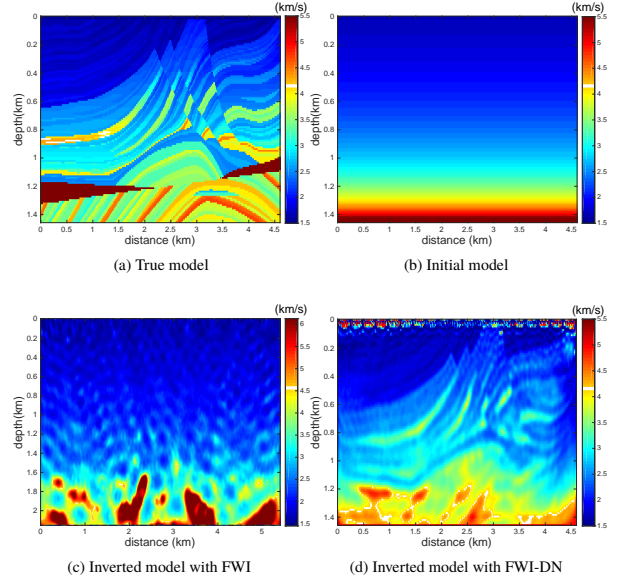 (km/s) (km/s)
0 0.2 0.4 0.6 0.8 1 1.2 1.4
depth(km)
0 0.5 1 1.5 2 2.5 3 3.5 4 4.5
distance (km)
5.5 5 4.5 4 3.5 3 2.5 2 1.5
0 0.2 0.4 0.6 0.8 1 1.2 1.4
depth(km)
0 0.5 1 1.5 2 2.5 3 3.5 4 4.5
distance (km)
5.5 5 4.5 4 3.5 3 2.5 2 1.5
(a) True model (b) Initial model
(km/s) (km/s)
0 0.2 0.4 0.6 0.8 1 1.2 1.4 1.6 1.8 2
depth(km)
0 1 2 3 4 5
distance (km)
6 5.5 5 4.5 4 3.5 3 2.5 2 1.5
0 0.2 0.4 0.6 0.8 1 1.2 1.4
depth(km)
0 0.5 1 1.5 2 2.5 3 3.5 4 4.5
distance (km)
5.5 5 4.5 4 3.5 3 2.5 2 1.5
(c) Inverted model with FWI (d) Inverted model with FWI-DN